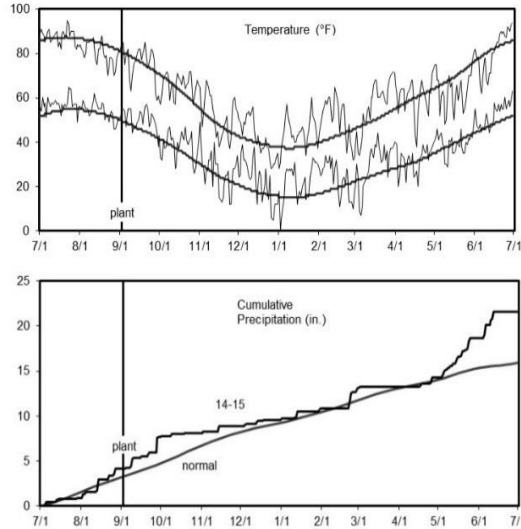 100
Temperature (°F)
80
60
40
20
plant
0
7/1 8/1 9/1 10/1 11/1 12/1 1/1 2/1 3/1 4/1 5/1 6/1 7/1
25
Cumulative
Precipitation (in.)
20
15
14-15
10
plant
normal
5
0
7/1 8/1 9/1 10/1 11/1 12/1 1/1 2/1 3/1 4/1 5/1 6/1 7/